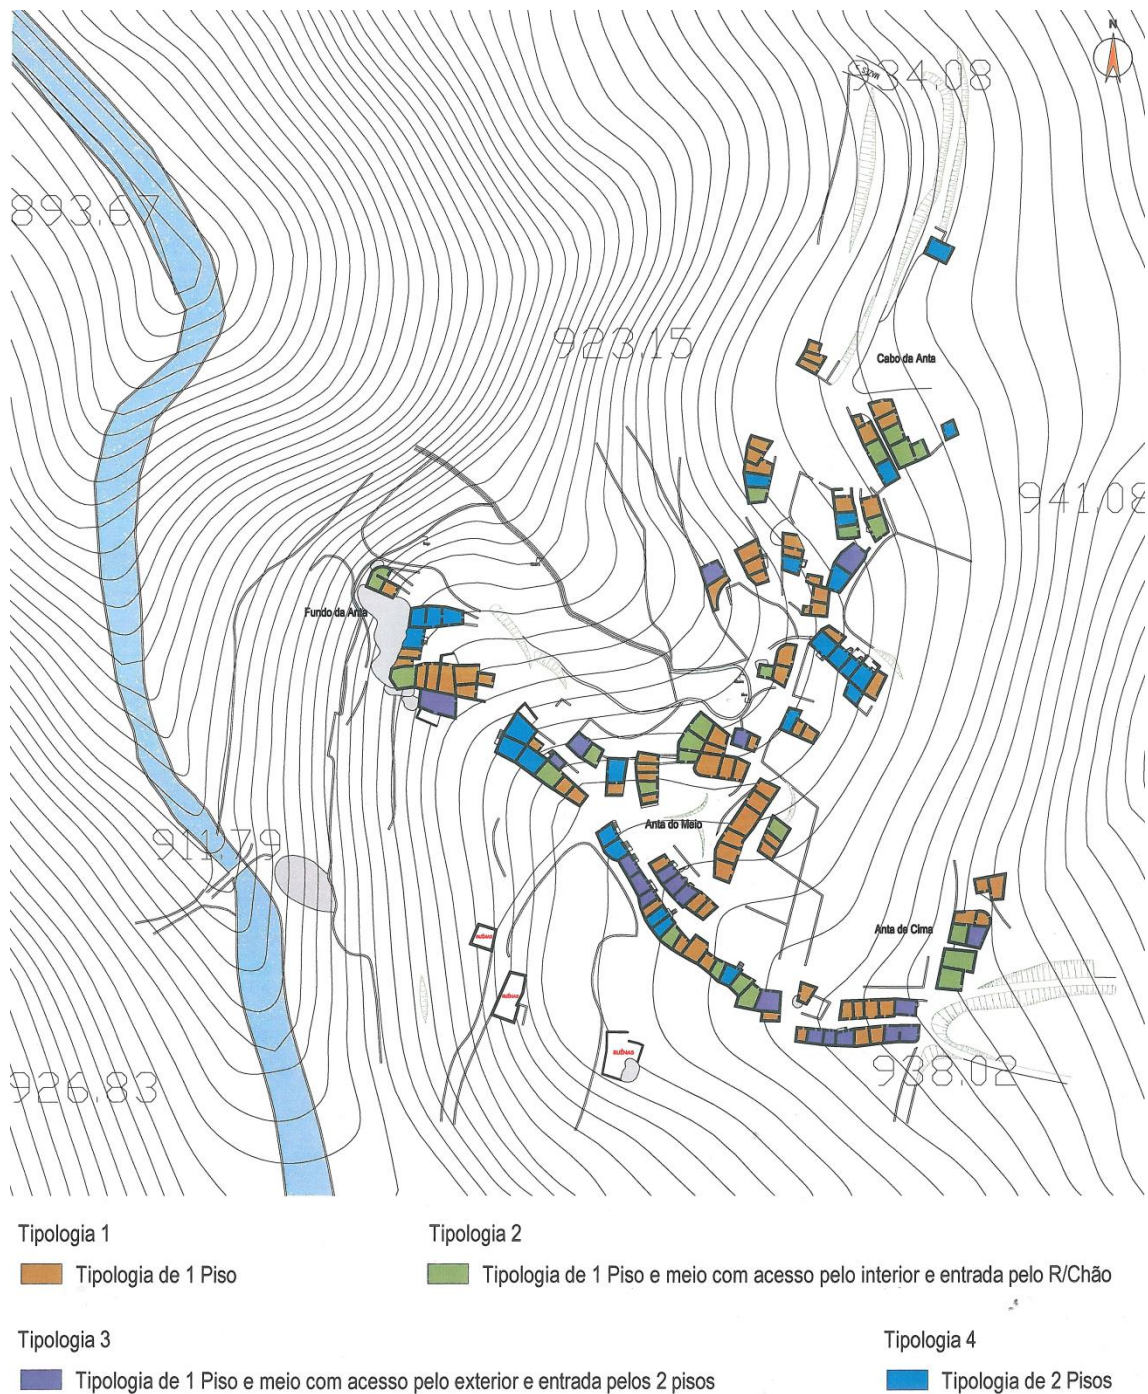 N
934.08
893.67
923.15
Cabo da Anta
941.08
Fundo da Anta
Anta do Meio
911.79
Anta de Cima
RUÍNAS
RUÍNAS
RUÍNAS
938.02
926.83
Tipologia 1
Tipologia 2
Tipologia de 1 Piso
Tipologia de 1 Piso e meio com acesso pelo interior e entrada pelo R/Chão
Tipologia 3
Tipologia 4
Tipologia de 1 Piso e meio com acesso pelo exterior e entrada pelos 2 pisos
Tipologia de 2 Pisos